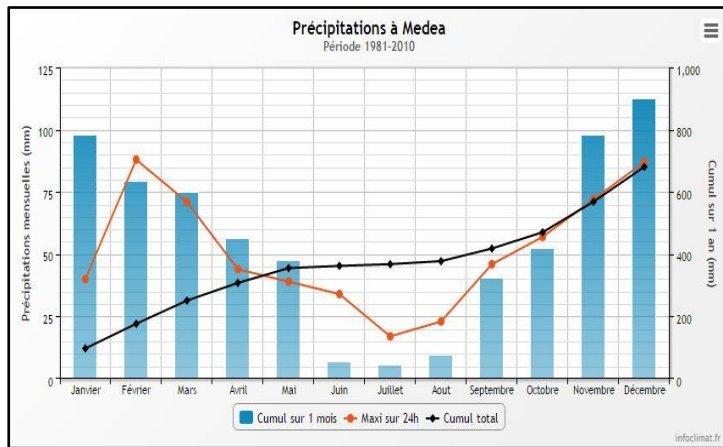 Précipitations à Medea
Période 1981-2010
Précipitations mensuelles (mm)
125
100
75
50
25
0
1,000
800
600
400
200
0
Cumul sur 1 an (mm)
Janvier Février Mars Avril Mai Juin Juillet Aout Septembre Octobre Novembre Décembre
Cumul sur 1 mois Maxi sur 24h Cumul total
infoclimat.fr